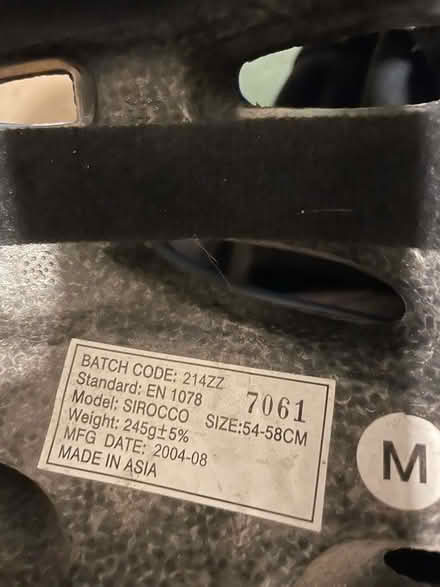 BATCH CODE: 214ZZ
Standard: EN 1078 7061
Model: SIROCCO SIZE:54-58CM
Weight: 245g±5%
MFG DATE: 2004-08
MADE IN ASIA
M